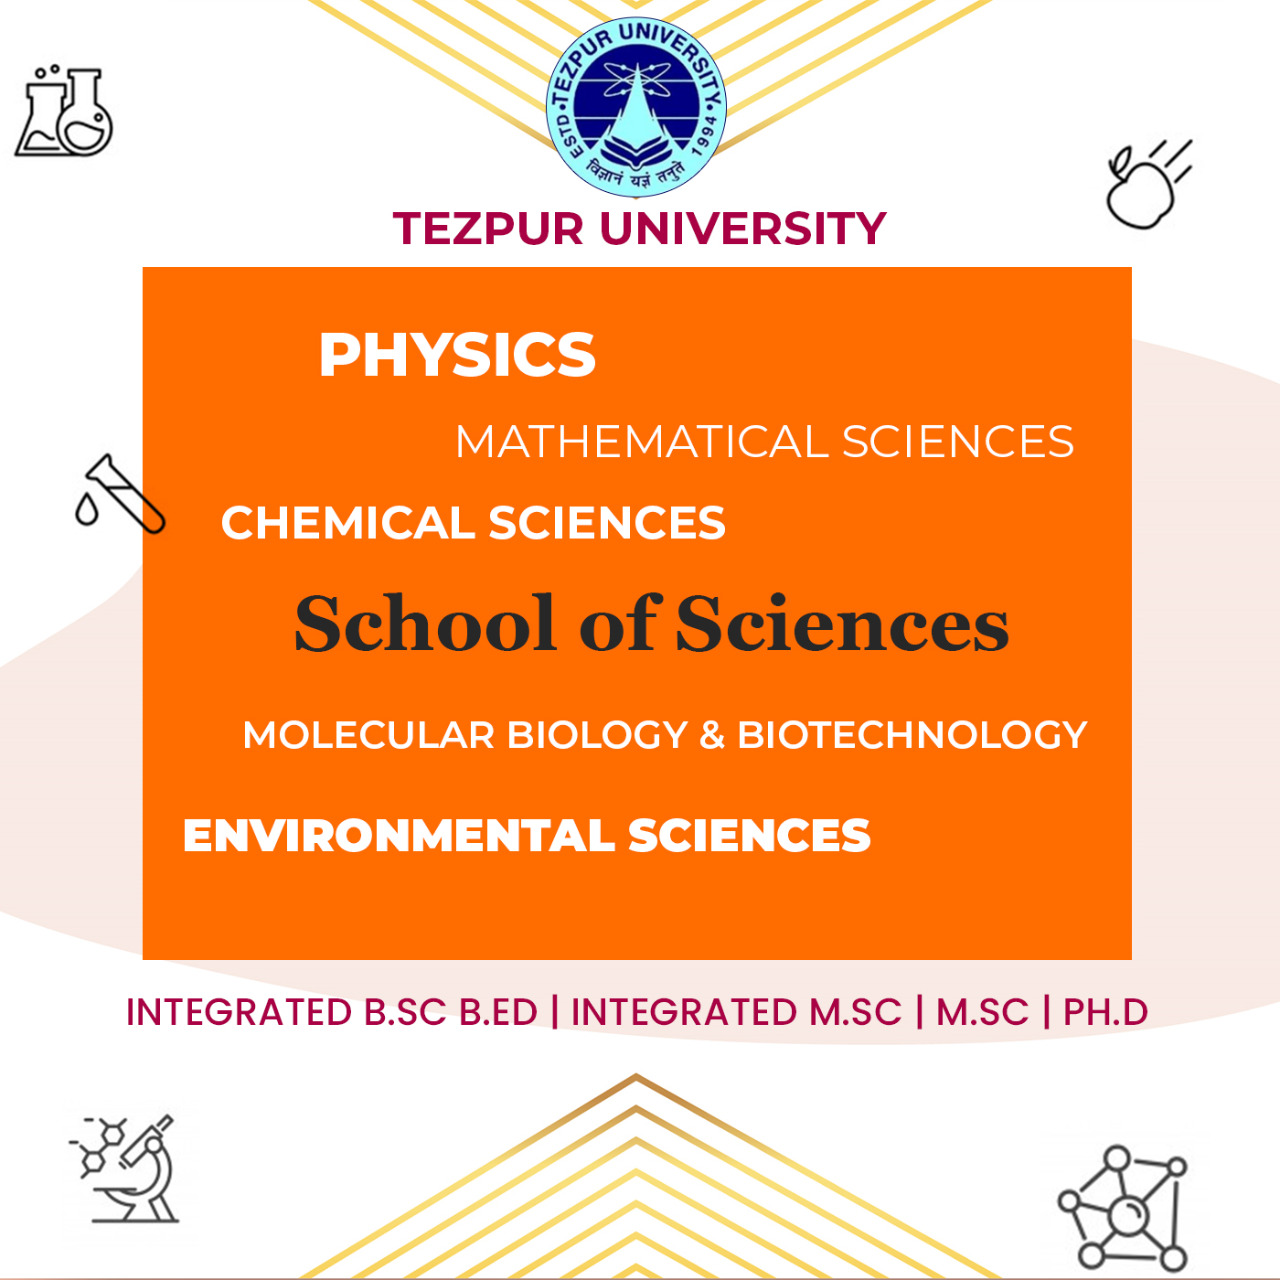 TEZPUR UNIVERSITY
ESTD 1994
विज्ञानं यज्ञं तनुते
TEZPUR UNIVERSITY
PHYSICS
MATHEMATICAL SCIENCES
CHEMICAL SCIENCES
School of Sciences
MOLECULAR BIOLOGY & BIOTECHNOLOGY
ENVIRONMENTAL SCIENCES
INTEGRATED B.SC B.ED | INTEGRATED M.SC | M.SC | PH.D